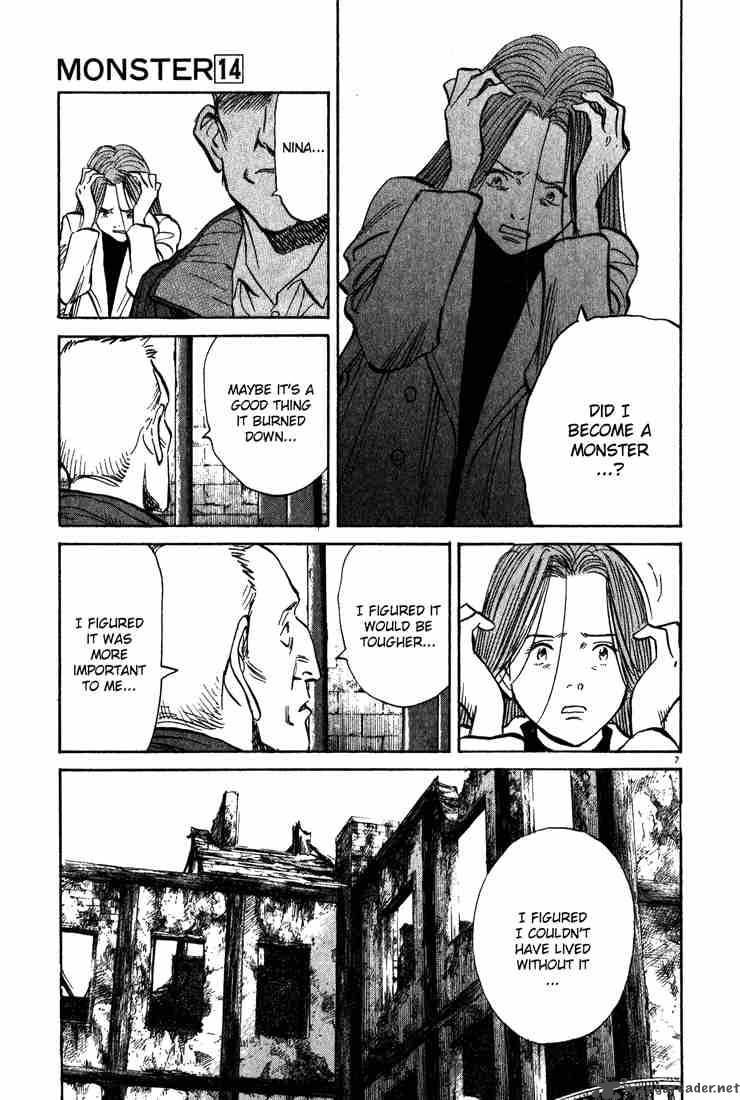 MONSTER 14
DID I
BECOME A
MONSTER
...?
NINA...
MAYBE IT'S A
GOOD THING
IT BURNED
DOWN...
I FIGURED IT
WOULD BE
TOUGHER...
I FIGURED
IT WAS
MORE
IMPORTANT
TO ME...
7
I FIGURED
I COULDN'T
HAVE LIVED
WITHOUT IT
...